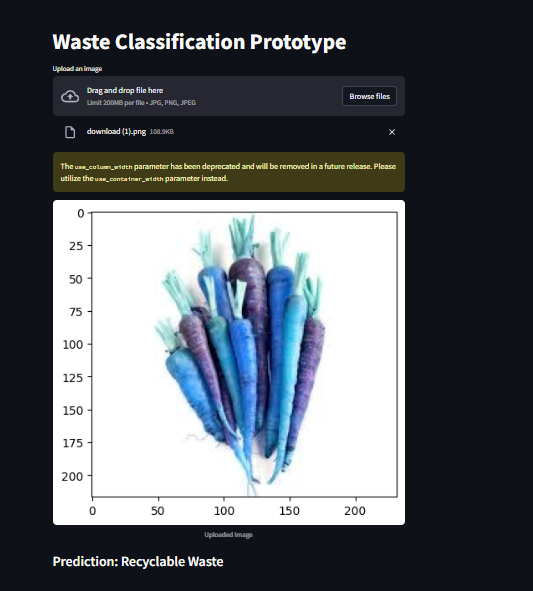 Waste Classification Prototype
Upload an image
Drag and drop file here
Limit 200MB per file • JPG, PNG, JPEG
Browse files
download (1).png 108.9KB
The use_column_width parameter has been deprecated and will be removed in a future release. Please
utilize the use_container_width parameter instead.
0
25
50
75
100
125
150
175
200
0 50 100 150 200
Uploaded Image
Prediction: Recyclable Waste